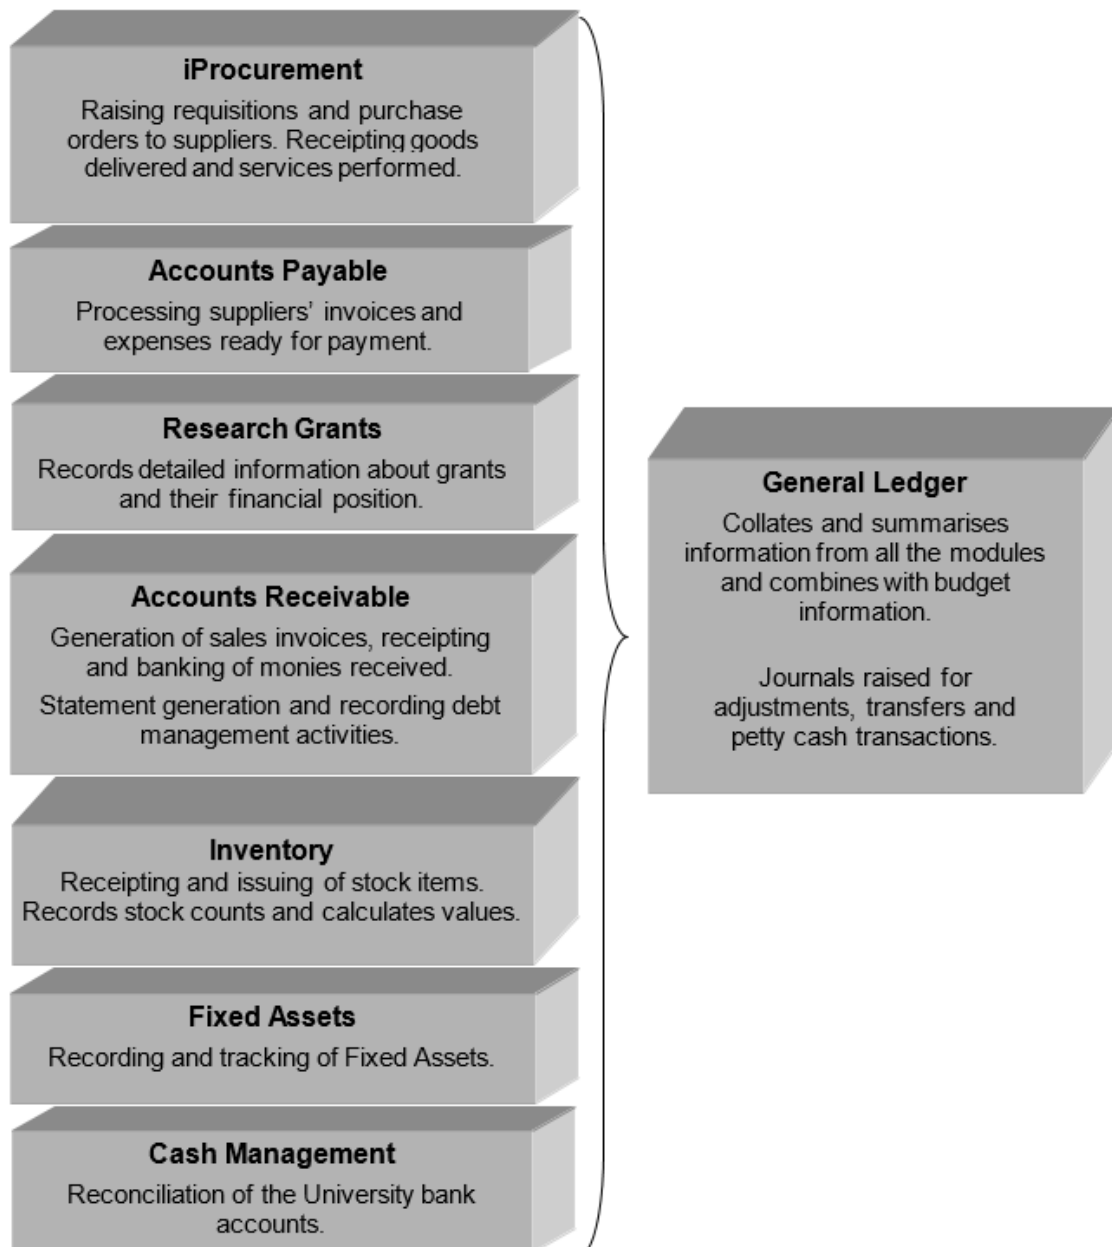 iProcurement
Raising requisitions and purchase
orders to suppliers. Receipting goods
delivered and services performed.
Accounts Payable
Processing suppliers’ invoices and
expenses ready for payment.
Research Grants
Records detailed information about grants
and their financial position.
Accounts Receivable
Generation of sales invoices, receipting
and banking of monies received.
Statement generation and recording debt
management activities.
Inventory
Receipting and issuing of stock items.
Records stock counts and calculates values.
Fixed Assets
Recording and tracking of Fixed Assets.
Cash Management
Reconciliation of the University bank
accounts.
General Ledger
Collates and summarises
information from all the modules
and combines with budget
information.
Journals raised for
adjustments, transfers and
petty cash transactions.